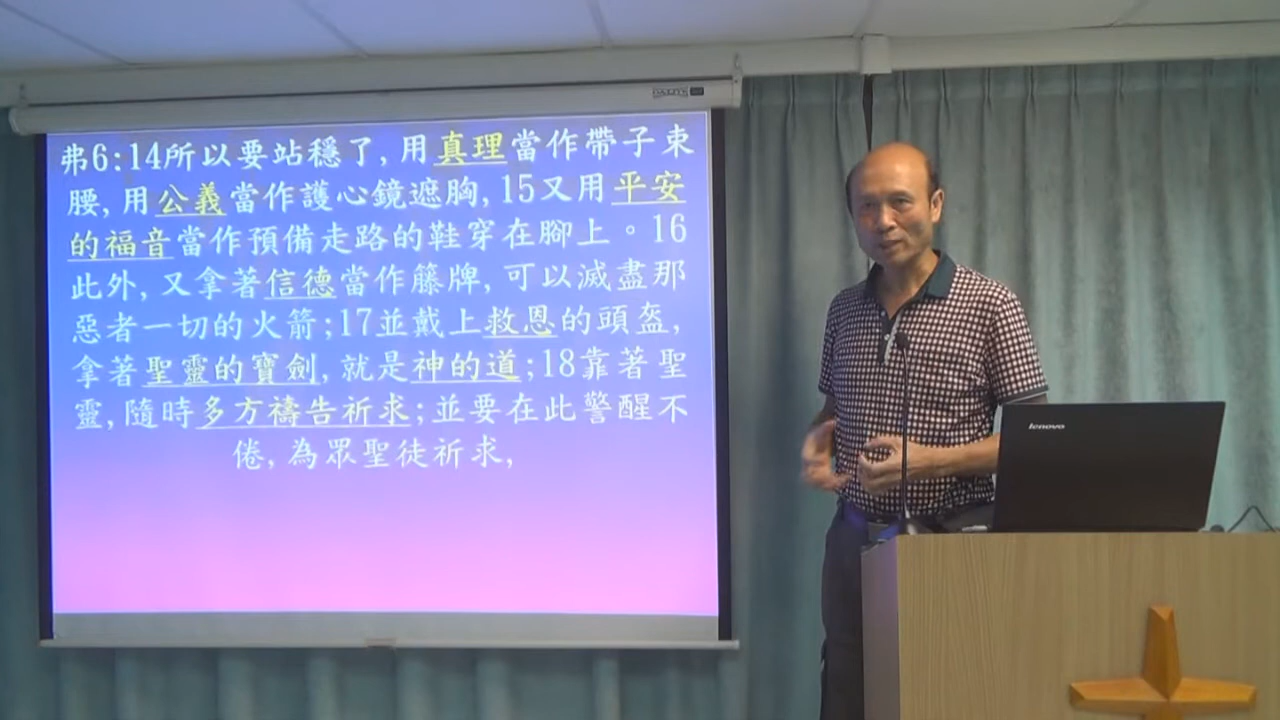 弗6:14所以要站穩了,用真理當作帶子束
腰,用公義當作護心鏡遮胸,15又用平安
的福音當作預備走路的鞋穿在腳上。16
此外,又拿著信德當作籐牌,可以滅盡那
惡者一切的火箭;17並戴上救恩的頭盔,
拿著聖靈的寶劍,就是神的道;18靠著聖
靈,隨時多方禱告祈求;並要在此警醒不
倦,為眾聖徒祈求,
lenovo